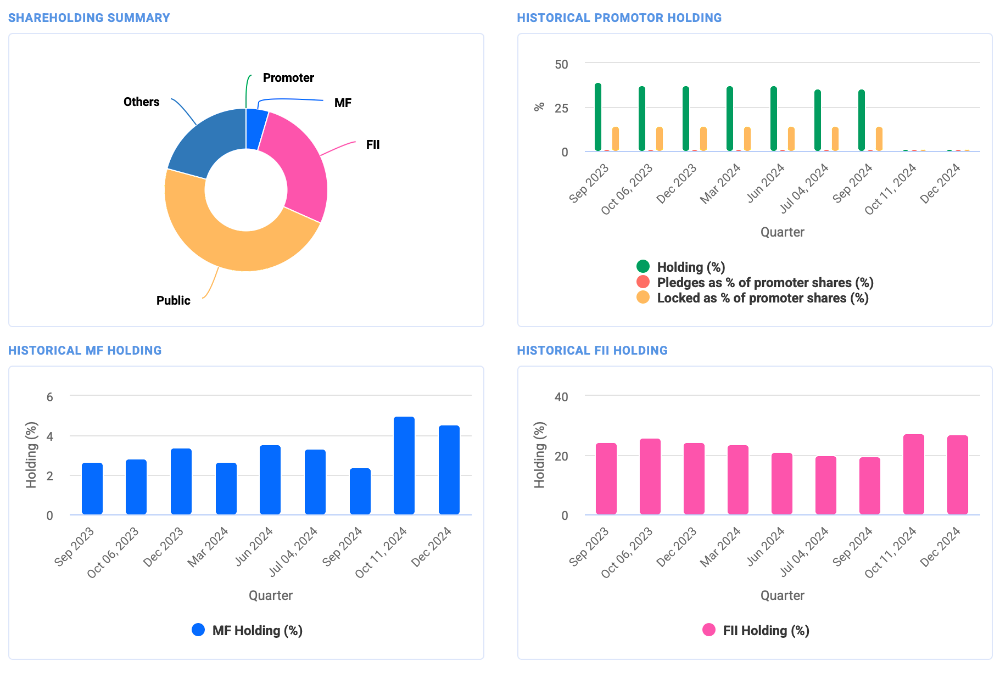 SHAREHOLDING SUMMARY
Promoter
MF
Others
FII
Public
HISTORICAL PROMOTOR HOLDING
50
25
0
%
Sep 2023
Oct 06, 2023
Dec 2023
Mar 2024
Jun 2024
Jul 04, 2024
Sep 2024
Oct 11, 2024
Dec 2024
Quarter
Holding (%)
Pledges as % of promoter shares (%)
Locked as % of promoter shares (%)
HISTORICAL MF HOLDING
6
4
2
0
Holding (%)
Sep 2023
Oct 06, 2023
Dec 2023
Mar 2024
Jun 2024
Jul 04, 2024
Sep 2024
Oct 11, 2024
Dec 2024
Quarter
MF Holding (%)
HISTORICAL FII HOLDING
40
20
0
Holding (%)
Sep 2023
Oct 06, 2023
Dec 2023
Mar 2024
Jun 2024
Jul 04, 2024
Sep 2024
Oct 11, 2024
Dec 2024
Quarter
FII Holding (%)